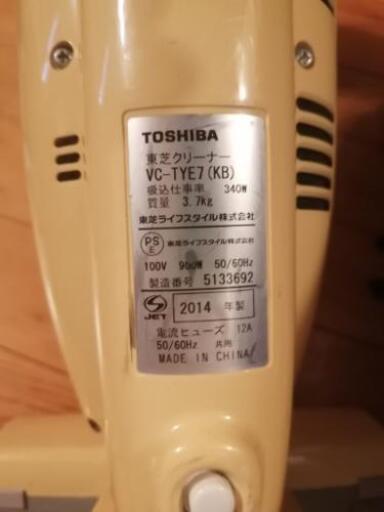 TOSHIBA
東芝クリーナー
VC-TYE7(KB)
吸込仕事率 340W
質量 3.7kg
東芝ライフスタイル株式会社
PS E 東芝ライフスタイル株式会社
100V 900W 50/60Hz
製造番号 5133692
S JET 2014 年製
電流ヒューズ 12A
50/60Hz 共用
MADE IN CHINA